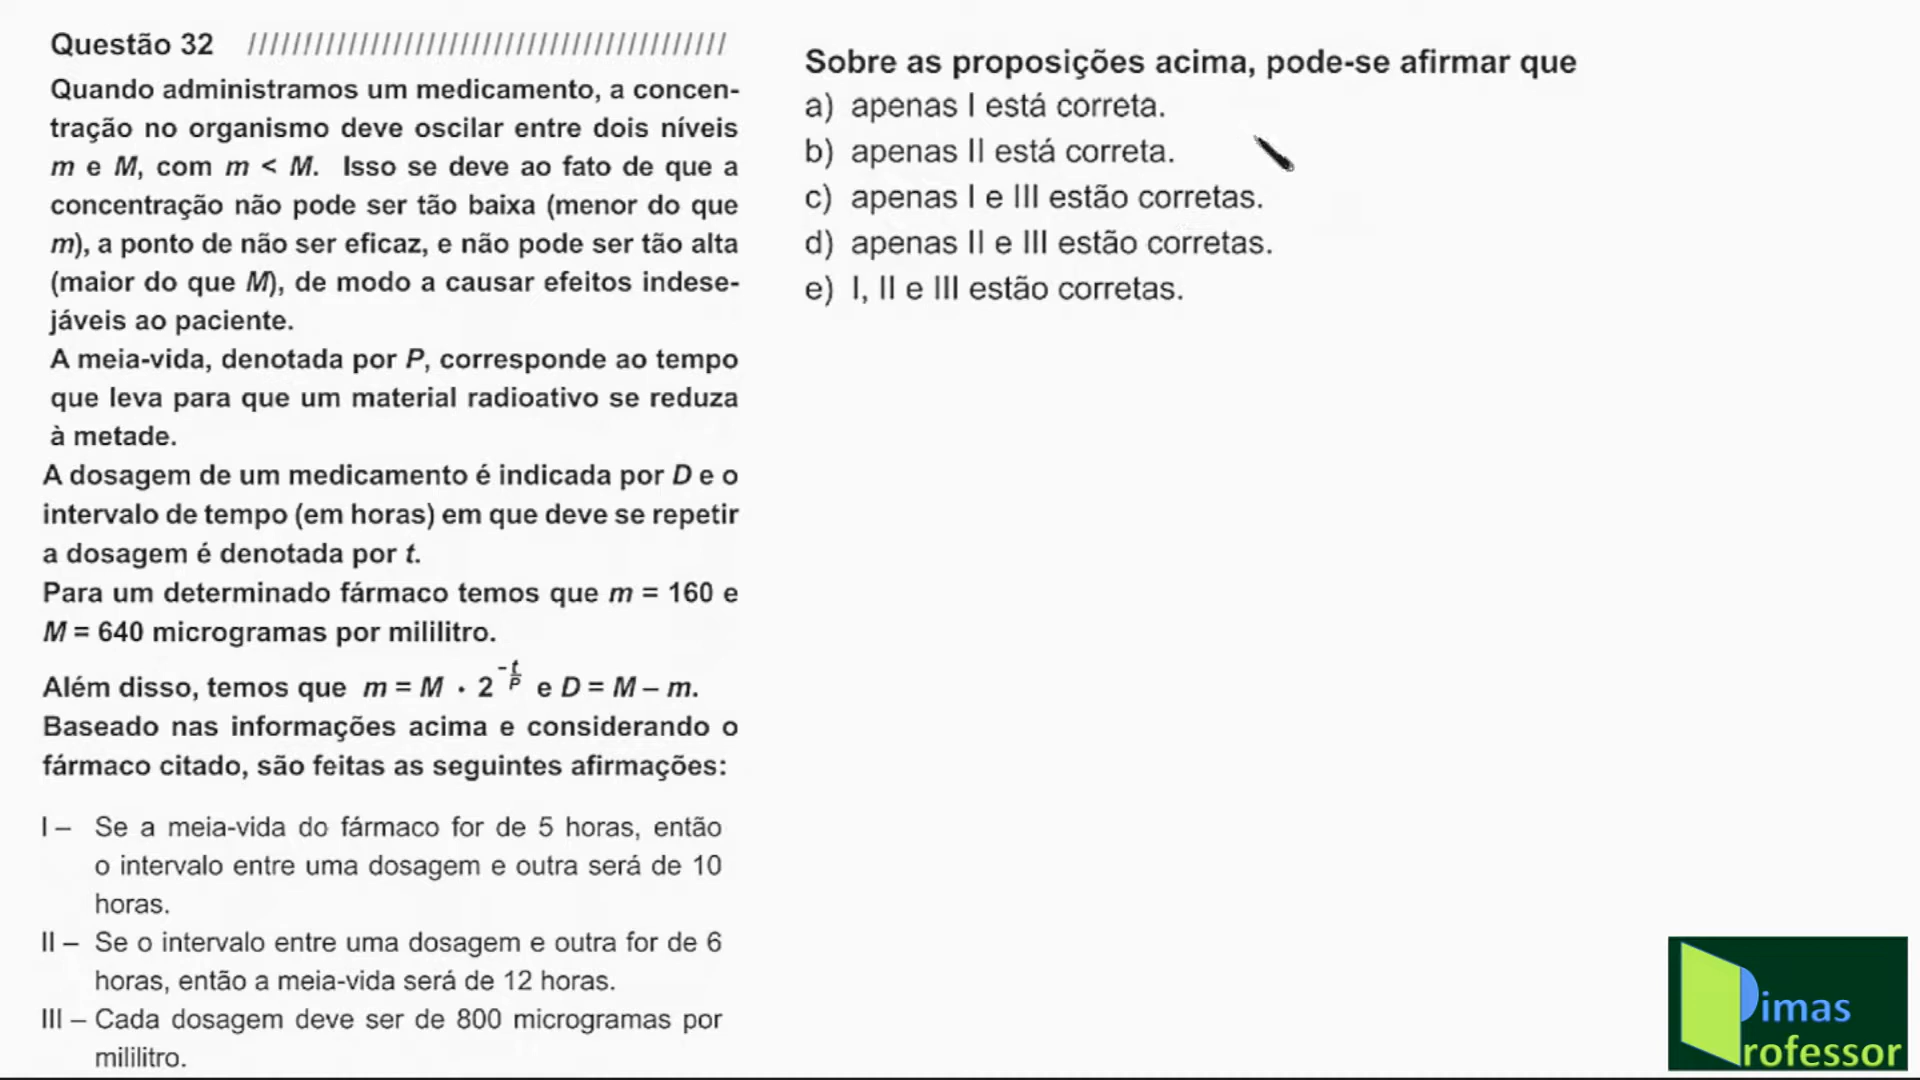 Questão 32 ///////////////////////////////////////////
Quando administramos um medicamento, a concen-
tração no organismo deve oscilar entre dois níveis
m e M, com m < M. Isso se deve ao fato de que a
concentração não pode ser tão baixa (menor do que
m), a ponto de não ser eficaz, e não pode ser tão alta
(maior do que M), de modo a causar efeitos indese-
jáveis ao paciente.
A meia-vida, denotada por P, corresponde ao tempo
que leva para que um material radioativo se reduza
à metade.
A dosagem de um medicamento é indicada por D e o
intervalo de tempo (em horas) em que deve se repetir
a dosagem é denotada por t.
Para um determinado fármaco temos que m = 160 e
M = 640 microgramas por mililitro.
Além disso, temos que m = M · 2^(-t/P) e D = M – m.
Baseado nas informações acima e considerando o
fármaco citado, são feitas as seguintes afirmações:
I – Se a meia-vida do fármaco for de 5 horas, então
o intervalo entre uma dosagem e outra será de 10
horas.
II – Se o intervalo entre uma dosagem e outra for de 6
horas, então a meia-vida será de 12 horas.
III – Cada dosagem deve ser de 800 microgramas por
mililitro.
Sobre as proposições acima, pode-se afirmar que
a) apenas I está correta.
b) apenas II está correta.
c) apenas I e III estão corretas.
d) apenas II e III estão corretas.
e) I, II e III estão corretas.
Dimas
Professor